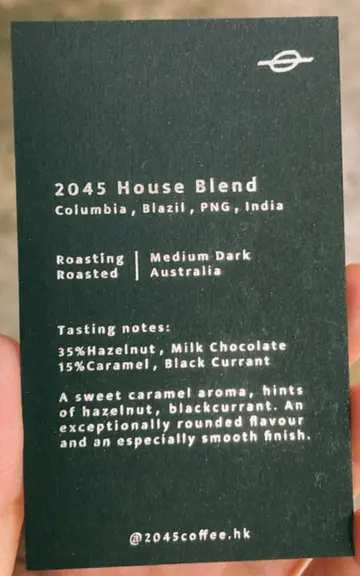 2045 House Blend
Columbia, Blazil, PNG, India
Roasting | Medium Dark
Roasted | Australia
Tasting notes:
35%Hazelnut, Milk Chocolate
15%Caramel, Black Currant
A sweet caramel aroma, hints
of hazelnut, blackcurrant. An
exceptionally rounded flavour
and an especially smooth finish.
@2045coffee.hk